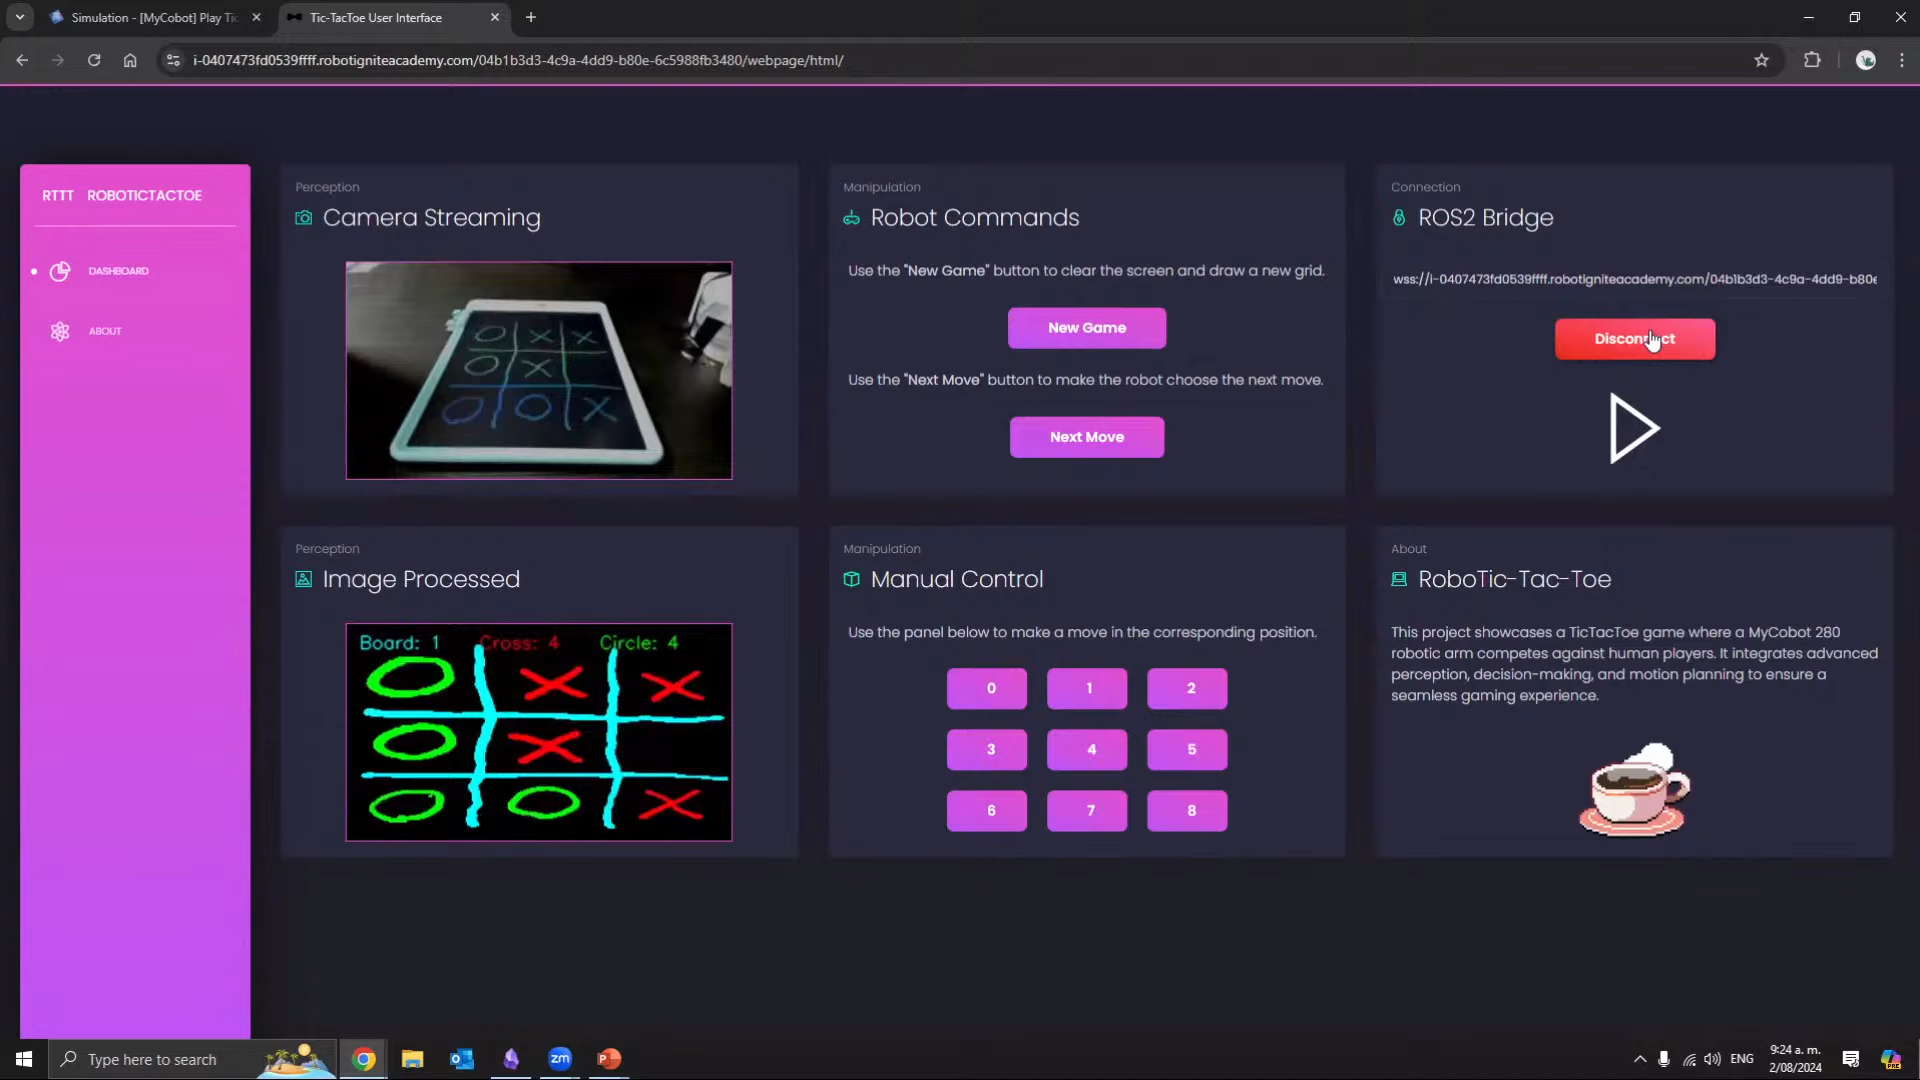 Simulation - [MyCobot] Play Tic
Tic-TacToe User Interface
i-0407473fd0539ffff.robotigniteacademy.com/04b1b3d3-4c9a-4dd9-b80e-6c5988fb3480/webpage/html/
RTTT ROBOTICTACTOE
DASHBOARD
ABOUT
Perception
Camera Streaming
Manipulation
Robot Commands
Use the "New Game" button to clear the screen and draw a new grid.
New Game
Use the "Next Move" button to make the robot choose the next move.
Next Move
Connection
ROS2 Bridge
wss://i-0407473fd0539ffff.robotigniteacademy.com/04b1b3d3-4c9a-4dd9-b80e
Disconnect
Perception
Image Processed
Board: 1 Cross: 4 Circle: 4
Manipulation
Manual Control
Use the panel below to make a move in the corresponding position.
0 1 2
3 4 5
6 7 8
About
RoboTic-Tac-Toe
This project showcases a TicTacToe game where a MyCobot 280
robotic arm competes against human players. It integrates advanced
perception, decision-making, and motion planning to ensure a
seamless gaming experience.
Type here to search
zm
P
ENG
9:24 a. m.
2/08/2024
PRE